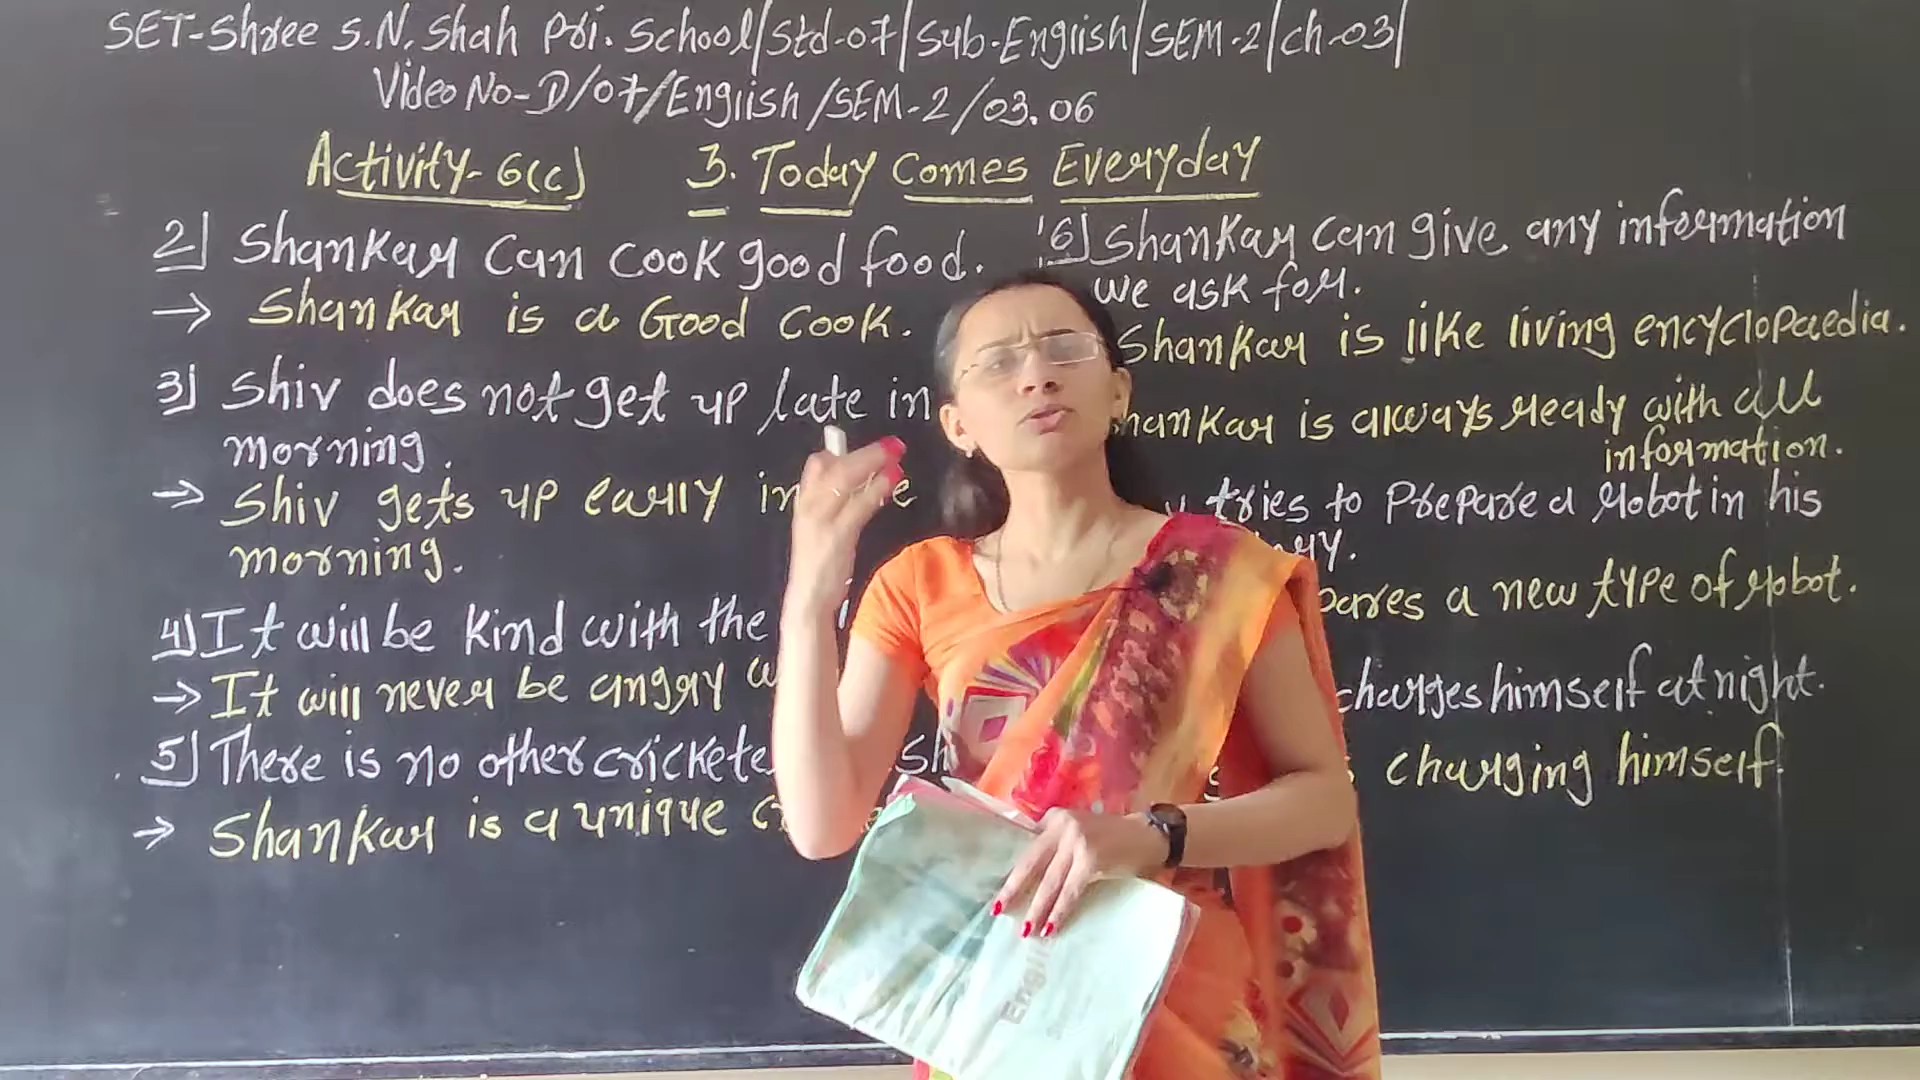 SET-Shree S.N. Shah Pri. School/Std-07/Sub-English/SEM-2/Ch-03/
Video No-D/07/English/SEM-2/03.06
Activity-6(c) 3. Today Comes Everyday
2] Shankar can cook good food.
→ Shankar is a Good Cook.
3] Shiv does not get up late in
morning.
→ Shiv gets up early in
morning.
4] It will be kind with the
→ It will never be angry
5] There is no other
→ Shankar is a unique
6] Shankar can give any information
we ask for.
Shankar is like living encyclopaedia.
is always ready with all
information.
tries to prepare a robot in his
a new type of robot.
charges himself at night.
charging himself.
English